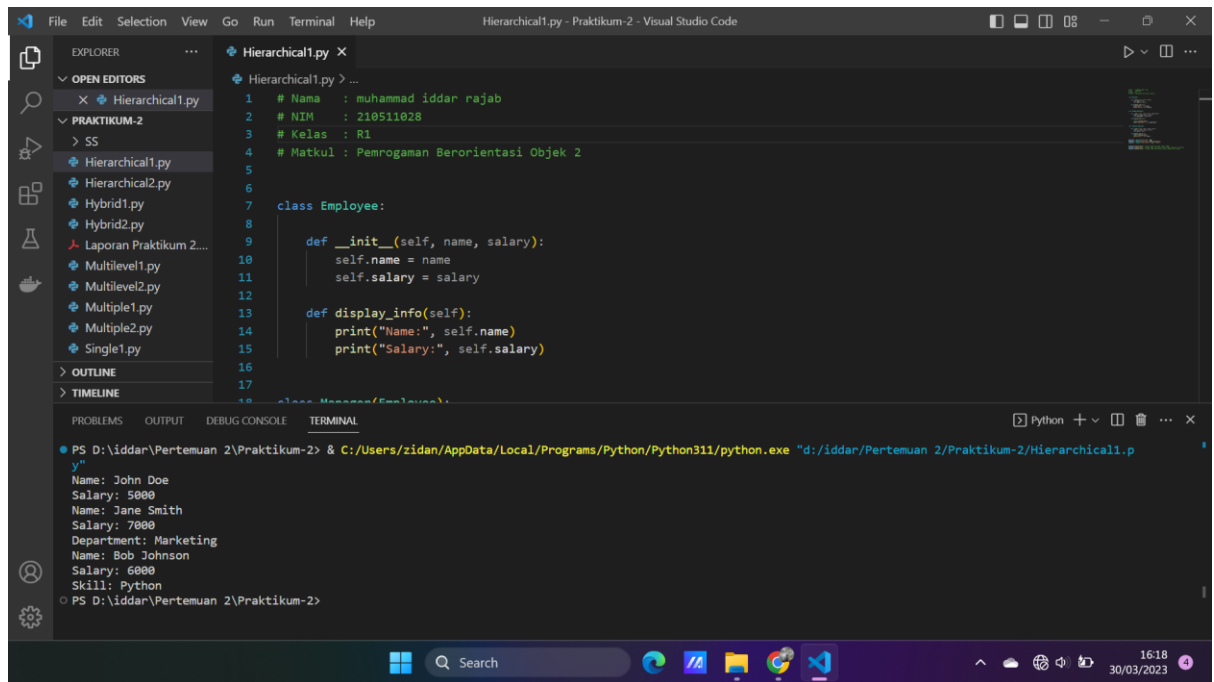 File Edit Selection View Go Run Terminal Help
Hierarchical1.py - Praktikum-2 - Visual Studio Code
EXPLORER
OPEN EDITORS
Hierarchical1.py
PRAKTIKUM-2
SS
Hierarchical1.py
Hierarchical2.py
Hybrid1.py
Hybrid2.py
Laporan Praktikum 2....
Multilevel1.py
Multilevel2.py
Multiple1.py
Multiple2.py
Single1.py
OUTLINE
TIMELINE
Hierarchical1.py
Hierarchical1.py > ...
1 # Nama : muhammad iddar rajab
2 # NIM : 210511028
3 # Kelas : R1
4 # Matkul : Pemrogaman Berorientasi Objek 2
5
6
7 class Employee:
8
9 def __init__(self, name, salary):
10 self.name = name
11 self.salary = salary
12
13 def display_info(self):
14 print("Name:", self.name)
15 print("Salary:", self.salary)
16
17
18 class Manager(Employee):
PROBLEMS OUTPUT DEBUG CONSOLE TERMINAL
Python
PS D:\iddar\Pertemuan 2\Praktikum-2> & C:/Users/zidan/AppData/Local/Programs/Python/Python311/python.exe "d:/iddar/Pertemuan 2/Praktikum-2/Hierarchical1.p
y"
Name: John Doe
Salary: 5000
Name: Jane Smith
Salary: 7000
Department: Marketing
Name: Bob Johnson
Salary: 6000
Skill: Python
PS D:\iddar\Pertemuan 2\Praktikum-2>
Search
16:18
30/03/2023
4